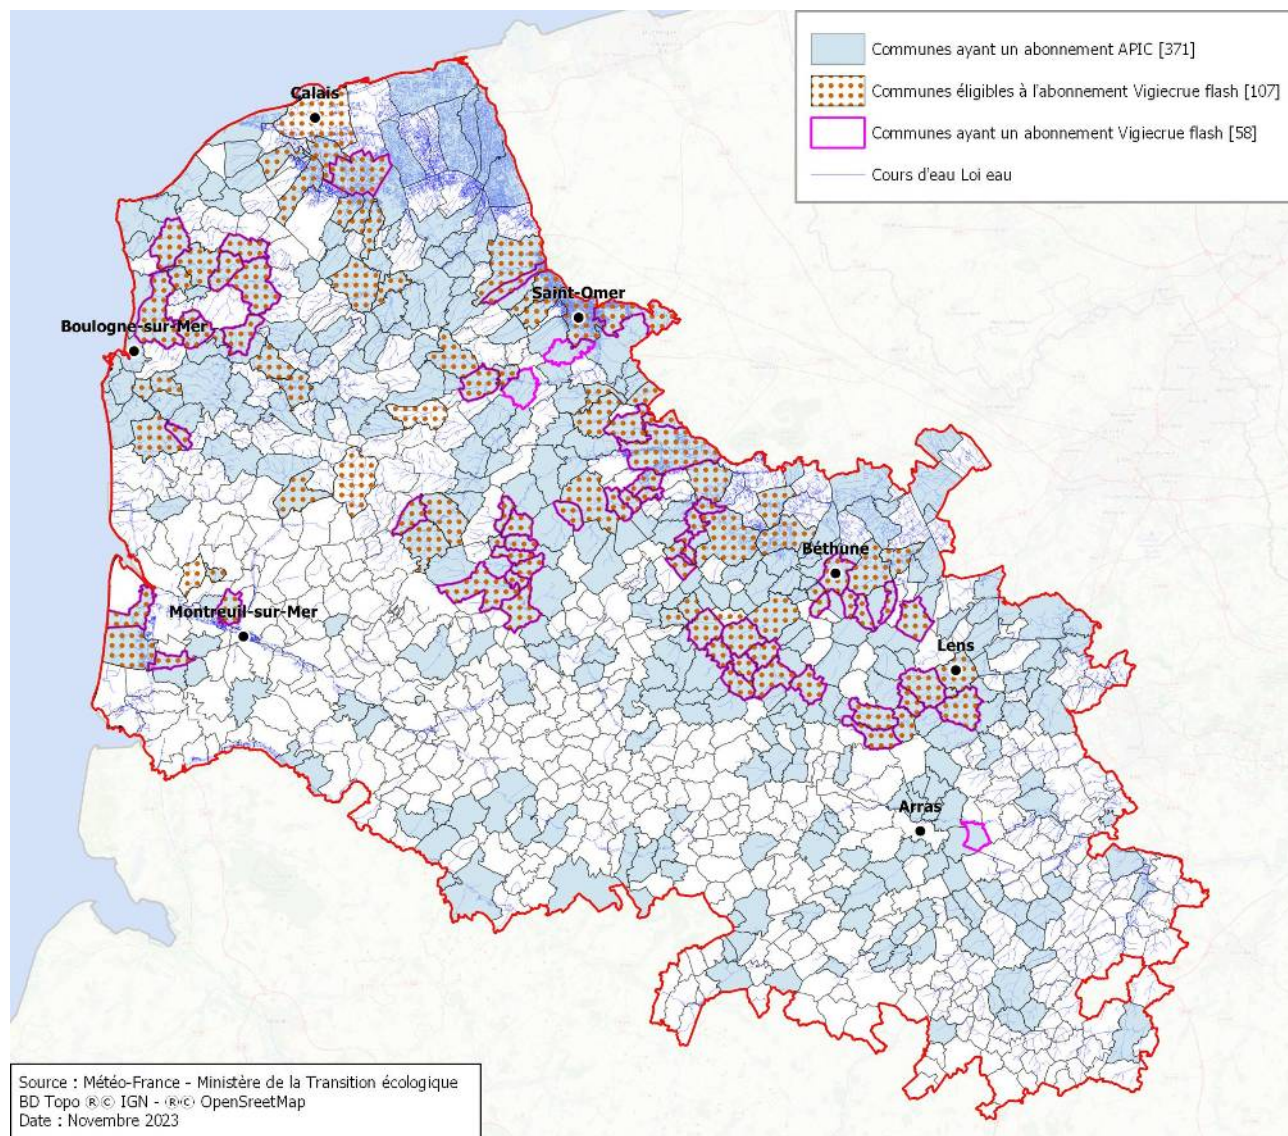 Communes ayant un abonnement APIC [371]
Communes éligibles à l'abonnement Vigiecrue flash [107]
Communes ayant un abonnement Vigiecrue flash [58]
Cours d'eau Loi eau
Calais
Saint-Omer
Boulogne-sur-Mer
Béthune
Montreuil-sur-Mer
Lens
Arras
Source : Météo-France - Ministère de la Transition écologique
BD Topo ®© IGN - ®© OpenSreetMap
Date : Novembre 2023